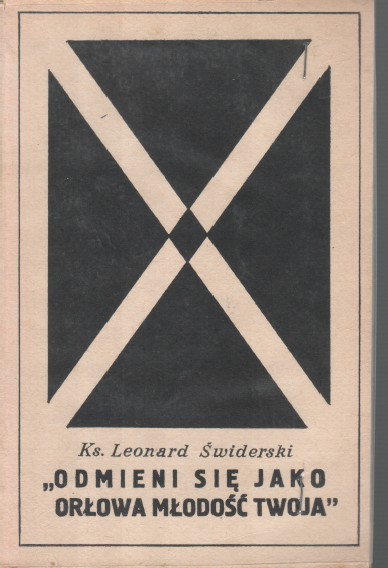 Ks. Leonard Świderski
„ODMIENI SIĘ JAKO
ORŁOWA MŁODOŚĆ TWOJA”